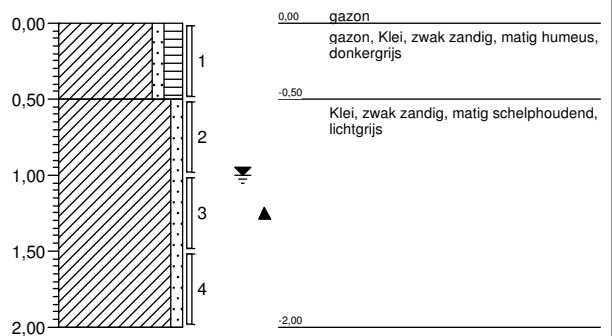 0,00
0,50
1,00
1,50
2,00
1
2
3
4
0,00 gazon
gazon, Klei, zwak zandig, matig humeus,
donkergrijs
-0,50
Klei, zwak zandig, matig schelphoudend,
lichtgrijs
-2,00